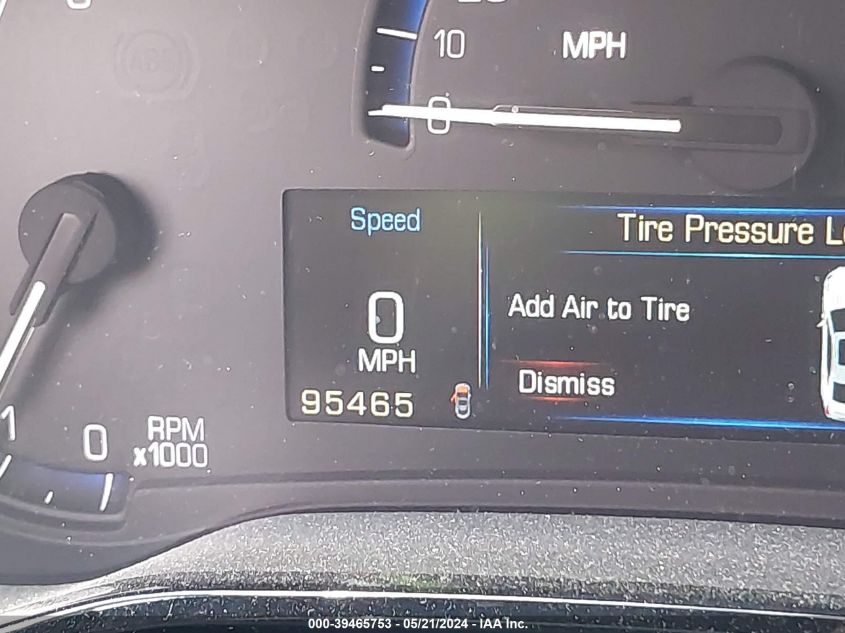 10
MPH
0
Speed
Tire Pressure L
0
MPH
Add Air to Tire
Dismiss
95465
1
0
RPM
x1000
000-39465753 - 05/21/2024 - IAA Inc.